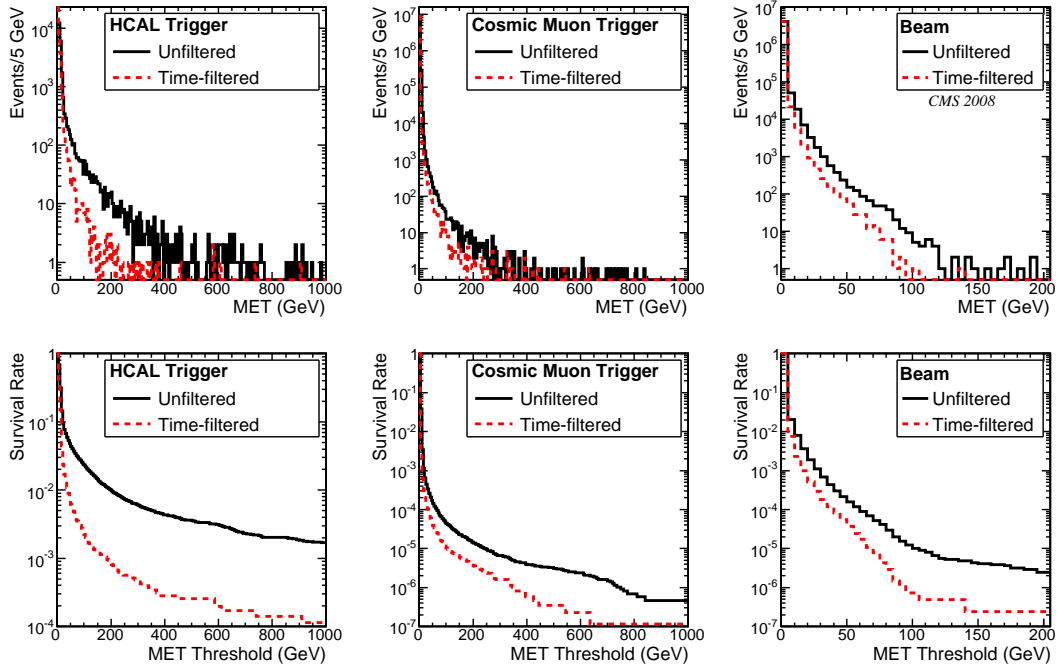 HCAL Trigger
Unfiltered
Time-filtered
Events/5 GeV
10^4
10^3
10^2
10
1
0 200 400 600 800 1000
MET (GeV)
Cosmic Muon Trigger
Unfiltered
Time-filtered
Events/5 GeV
10^7
10^6
10^5
10^4
10^3
10^2
10
1
0 200 400 600 800 1000
MET (GeV)
Beam
Unfiltered
Time-filtered
CMS 2008
Events/5 GeV
10^7
10^6
10^5
10^4
10^3
10^2
10
1
0 50 100 150 200
MET (GeV)
HCAL Trigger
Unfiltered
Time-filtered
Survival Rate
1
10^-1
10^-2
10^-3
10^-4
0 200 400 600 800 1000
MET Threshold (GeV)
Cosmic Muon Trigger
Unfiltered
Time-filtered
Survival Rate
1
10^-1
10^-2
10^-3
10^-4
10^-5
10^-6
10^-7
0 200 400 600 800 1000
MET Threshold (GeV)
Beam
Unfiltered
Time-filtered
Survival Rate
1
10^-1
10^-2
10^-3
10^-4
10^-5
10^-6
10^-7
0 50 100 150 200
MET Threshold (GeV)